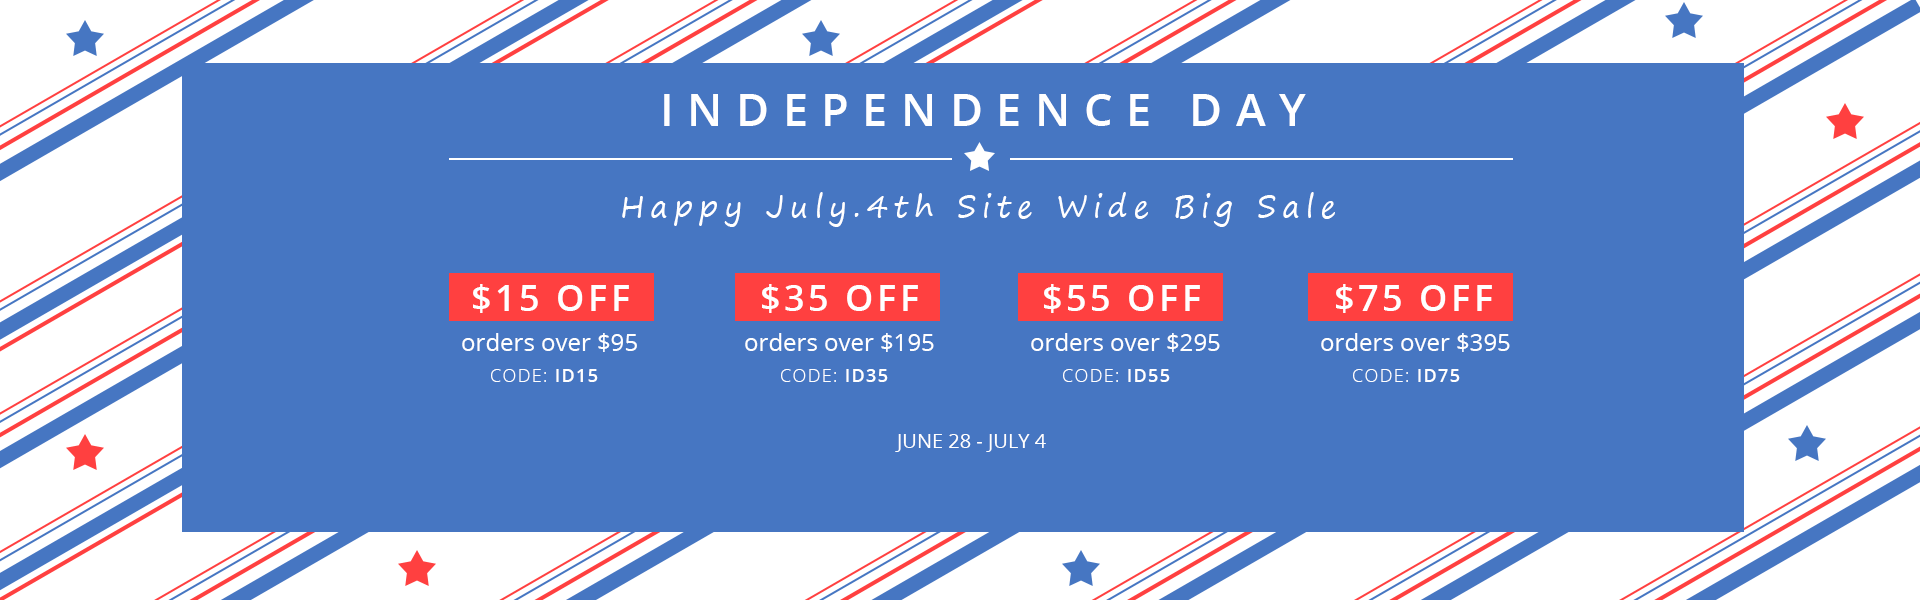 INDEPENDENCE DAY
Happy July.4th Site Wide Big Sale
$15 OFF
orders over $95
CODE: ID15
$35 OFF
orders over $195
CODE: ID35
$55 OFF
orders over $295
CODE: ID55
$75 OFF
orders over $395
CODE: ID75
JUNE 28 - JULY 4